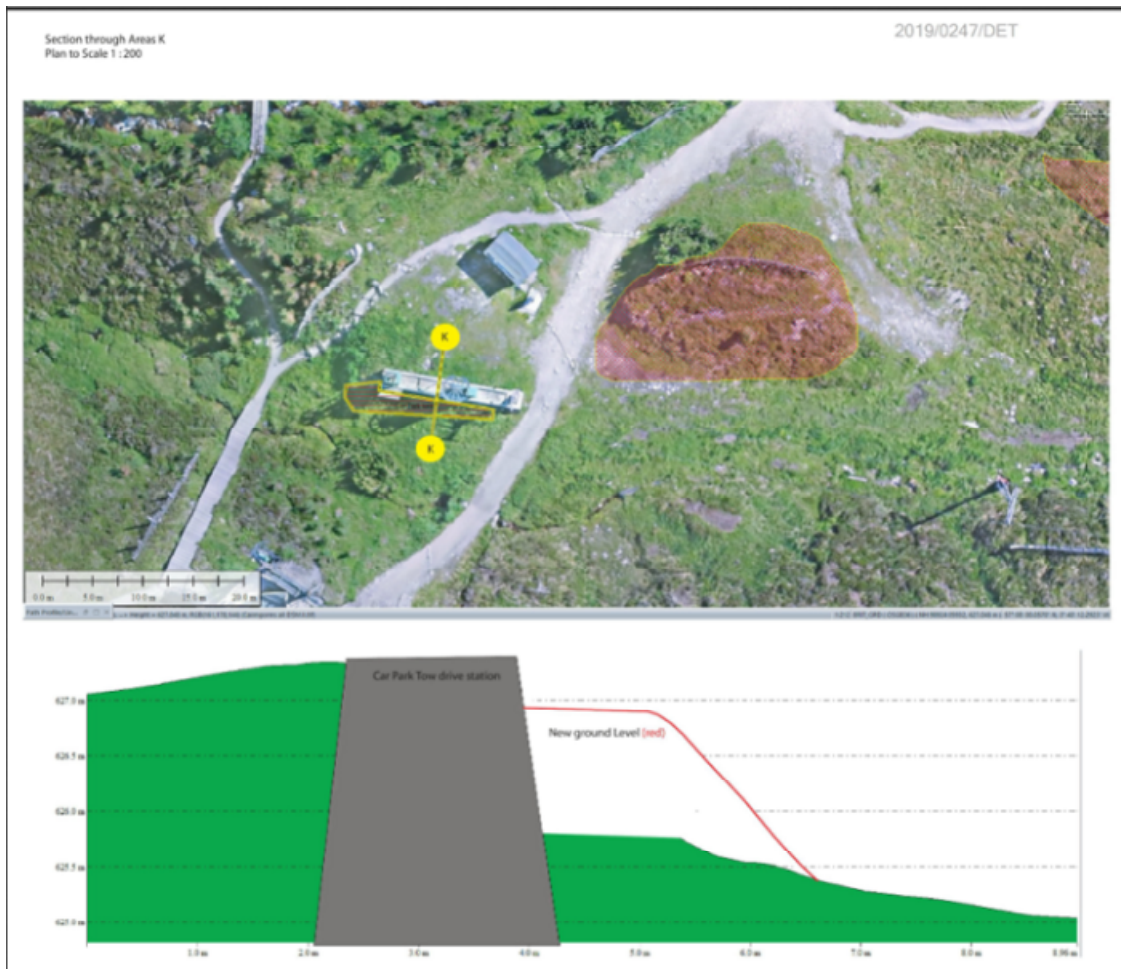 Section through Areas K
Plan to Scale 1 : 200
2019/0247/DET
K
K
0.0 m 5.0 m 10.0 m 15.0 m 20.0 m
Car Park Tow drive station
627.0 m
New ground Level (red)
626.5 m
626.0 m
625.5 m
625.0 m
1.0 m 2.0 m 3.0 m 4.0 m 5.0 m 6.0 m 7.0 m 8.0 m 8.96 m